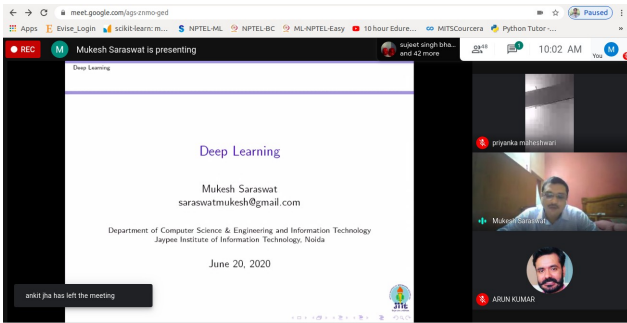 meet.google.com/ags-znmo-ged
Paused
Apps
Evise_Login
scikit-learn: m...
NPTEL-ML
NPTEL-BC
ML-NPTEL-Easy
10 hour Edure...
MITSCourcera
Python Tutor -...
»
REC
M
Mukesh Saraswat is presenting
sujeet singh bha...
and 42 more
48
1
10:02 AM
You
M
Deep Learning
Deep Learning
Mukesh Saraswat
saraswatmukesh@gmail.com
Department of Computer Science & Engineering and Information Technology
Jaypee Institute of Information Technology, Noida
June 20, 2020
JIIT
ankit jha has left the meeting
priyanka maheshwari
Mukesh Saraswat
ARUN KUMAR